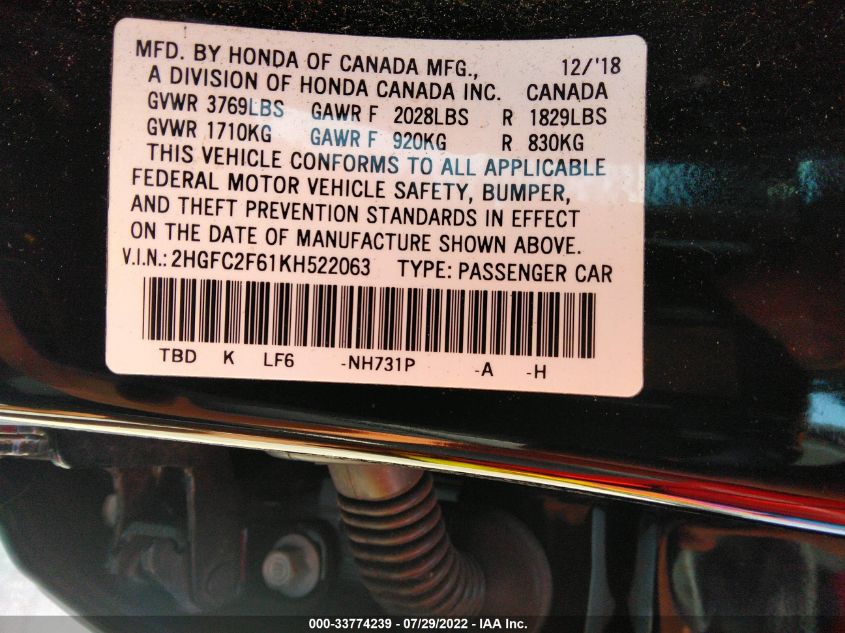 MFD. BY HONDA OF CANADA MFG., 12/'18
A DIVISION OF HONDA CANADA INC. CANADA
GVWR 3769LBS GAWR F 2028LBS R 1829LBS
GVWR 1710KG GAWR F 920KG R 830KG
THIS VEHICLE CONFORMS TO ALL APPLICABLE
FEDERAL MOTOR VEHICLE SAFETY, BUMPER,
AND THEFT PREVENTION STANDARDS IN EFFECT
ON THE DATE OF MANUFACTURE SHOWN ABOVE.
V.I.N.: 2HGFC2F61KH522063 TYPE: PASSENGER CAR
TBD K LF6 -NH731P -A -H
000-33774239 - 07/29/2022 - IAA Inc.